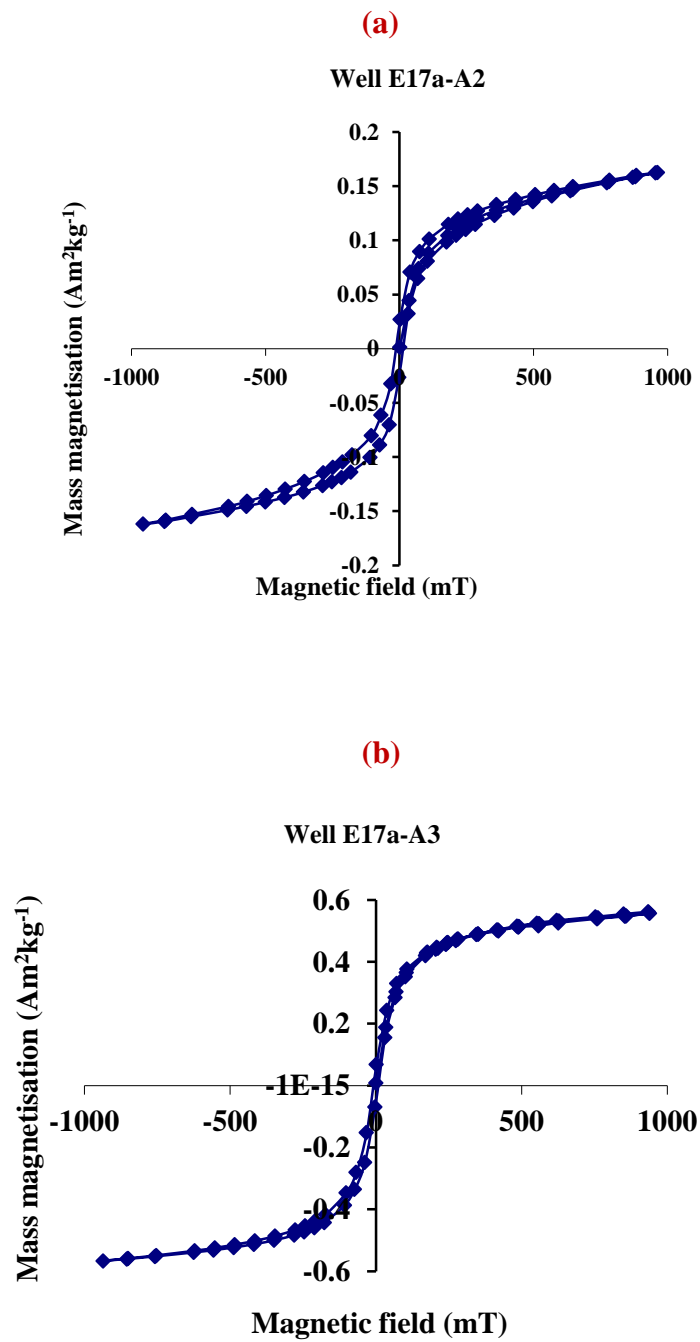 (a)
Well E17a-A2
Mass magnetisation (Am²kg⁻¹)
0.2
0.15
0.1
0.05
0
-1000 -500 0 500 1000
-0.05
-0.1
-0.15
-0.2
Magnetic field (mT)
(b)
Well E17a-A3
Mass magnetisation (Am²kg⁻¹)
0.6
0.4
0.2
-1E-15
-1000 -500 0 500 1000
-0.2
-0.4
-0.6
Magnetic field (mT)